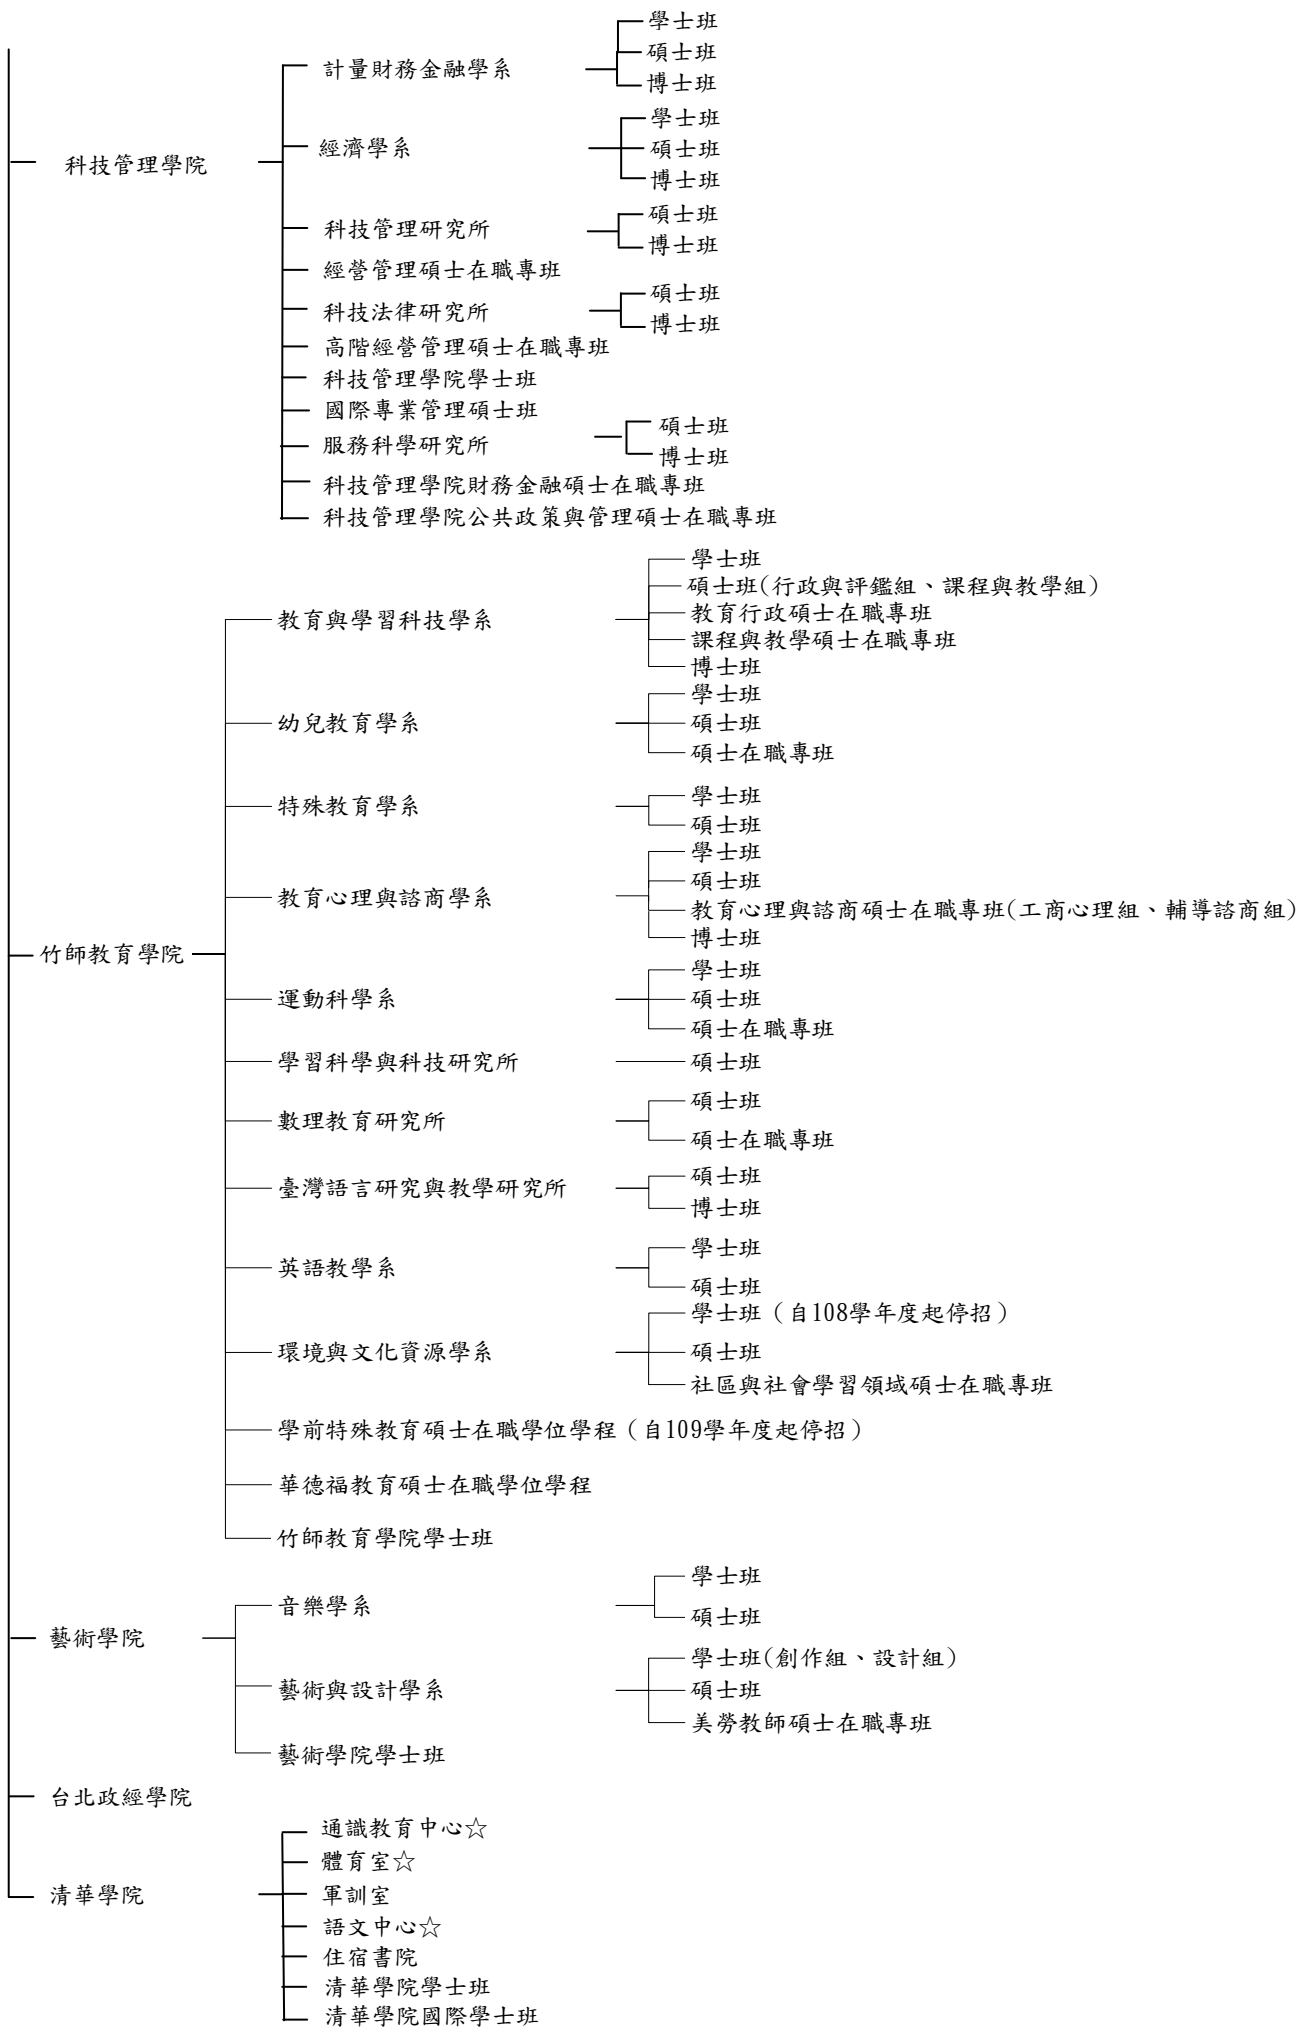 學士班
計量財務金融學系
碩士班
博士班
學士班
經濟學系
碩士班
科技管理學院
博士班
碩士班
科技管理研究所
博士班
經營管理碩士在職專班
碩士班
科技法律研究所
博士班
高階經營管理碩士在職專班
科技管理學院學士班
國際專業管理碩士班
碩士班
服務科學研究所
博士班
科技管理學院財務金融碩士在職專班
科技管理學院公共政策與管理碩士在職專班
學士班
碩士班(行政與評鑑組、課程與教學組)
教育與學習科技學系
教育行政碩士在職專班
課程與教學碩士在職專班
博士班
學士班
幼兒教育學系
碩士班
碩士在職專班
學士班
特殊教育學系
碩士班
學士班
碩士班
教育心理與諮商學系
教育心理與諮商碩士在職專班(工商心理組、輔導諮商組)
博士班
竹師教育學院
學士班
運動科學系
碩士班
碩士在職專班
學習科學與科技研究所
碩士班
碩士班
數理教育研究所
碩士在職專班
碩士班
臺灣語言研究與教學研究所
博士班
學士班
英語教學系
碩士班
學士班（自108學年度起停招）
環境與文化資源學系
碩士班
社區與社會學習領域碩士在職專班
學前特殊教育碩士在職學位學程（自109學年度起停招）
華德福教育碩士在職學位學程
竹師教育學院學士班
學士班
音樂學系
碩士班
藝術學院
學士班(創作組、設計組)
藝術與設計學系
碩士班
美勞教師碩士在職專班
藝術學院學士班
台北政經學院
通識教育中心☆
體育室☆
清華學院
軍訓室
語文中心☆
住宿書院
清華學院學士班
清華學院國際學士班